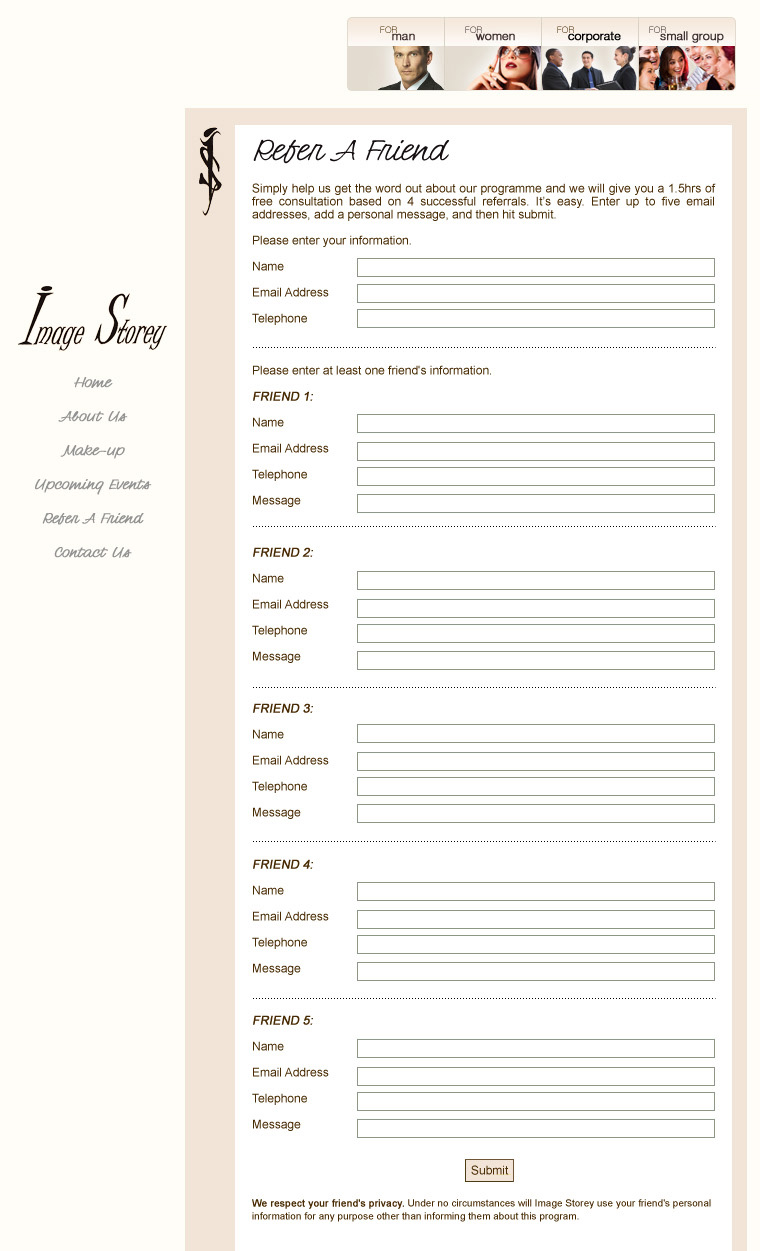 FOR man
FOR women
FOR corporate
FOR small group
Refer A Friend
Simply help us get the word out about our programme and we will give you a 1.5hrs of
free consultation based on 4 successful referrals. It's easy. Enter up to five email
addresses, add a personal message, and then hit submit.
Please enter your information.
Name
Email Address
Telephone
Image Storey
Home
About Us
Make-up
Upcoming Events
Refer A Friend
Contact Us
Please enter at least one friend's information.
FRIEND 1:
Name
Email Address
Telephone
Message
FRIEND 2:
Name
Email Address
Telephone
Message
FRIEND 3:
Name
Email Address
Telephone
Message
FRIEND 4:
Name
Email Address
Telephone
Message
FRIEND 5:
Name
Email Address
Telephone
Message
Submit
We respect your friend's privacy. Under no circumstances will Image Storey use your friend's personal
information for any purpose other than informing them about this program.